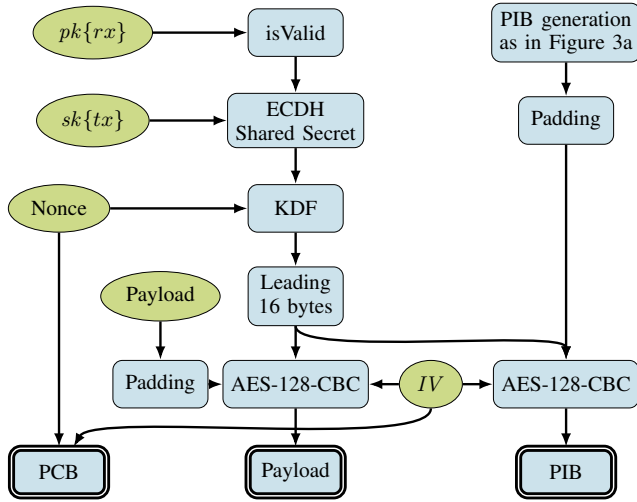 pk{rx}
isValid
PIB generation
as in Figure 3a
sk{tx}
ECDH
Shared Secret
Padding
Nonce
KDF
Payload
Leading
16 bytes
Padding
AES-128-CBC
IV
AES-128-CBC
PCB
Payload
PIB